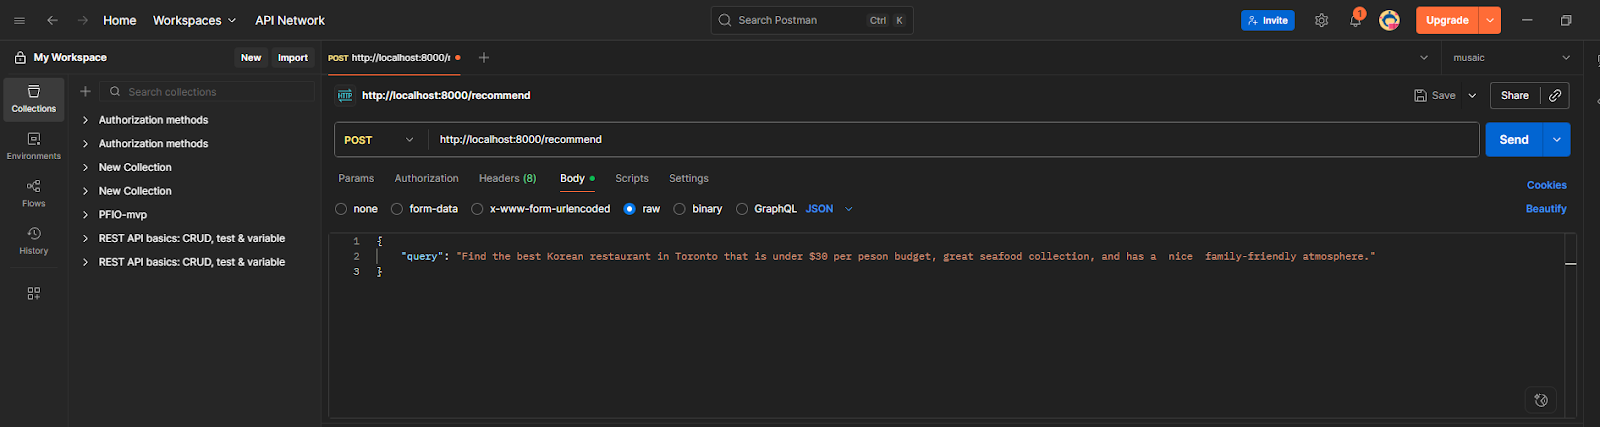 Home Workspaces API Network Search Postman Ctrl K Invite 1 Upgrade
My Workspace New Import POST http://localhost:8000/r musaic
Collections Search collections http://localhost:8000/recommend Save Share
Authorization methods POST http://localhost:8000/recommend Send
Environments Authorization methods
New Collection Params Authorization Headers (8) Body Scripts Settings Cookies
Flows New Collection none form-data x-www-form-urlencoded raw binary GraphQL JSON Beautify
PFIO-mvp
History REST API basics: CRUD, test & variable 1 {
2 "query": "Find the best Korean restaurant in Toronto that is under $30 per peson budget, great seafood collection, and has a  nice  family-friendly atmosphere."
REST API basics: CRUD, test & variable 3 }